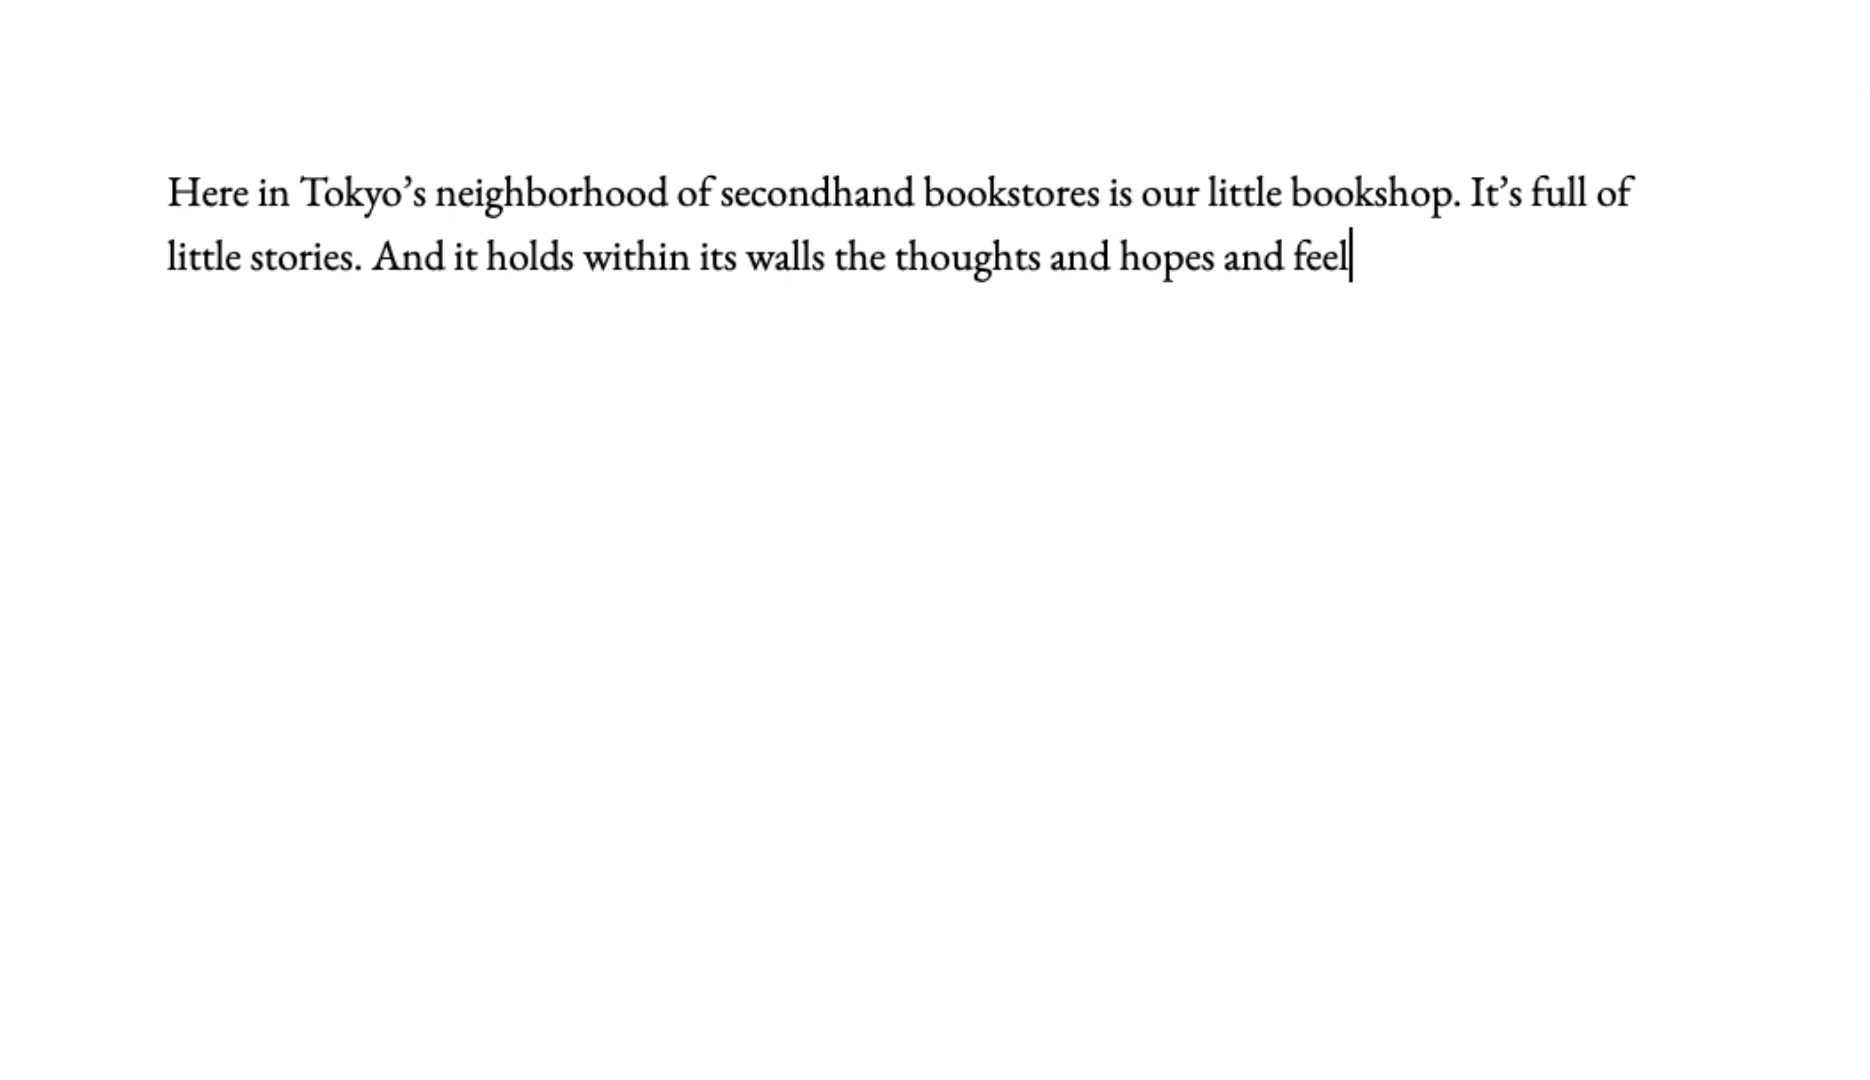 Here in Tokyo’s neighborhood of secondhand bookstores is our little bookshop. It’s full of
little stories. And it holds within its walls the thoughts and hopes and feel